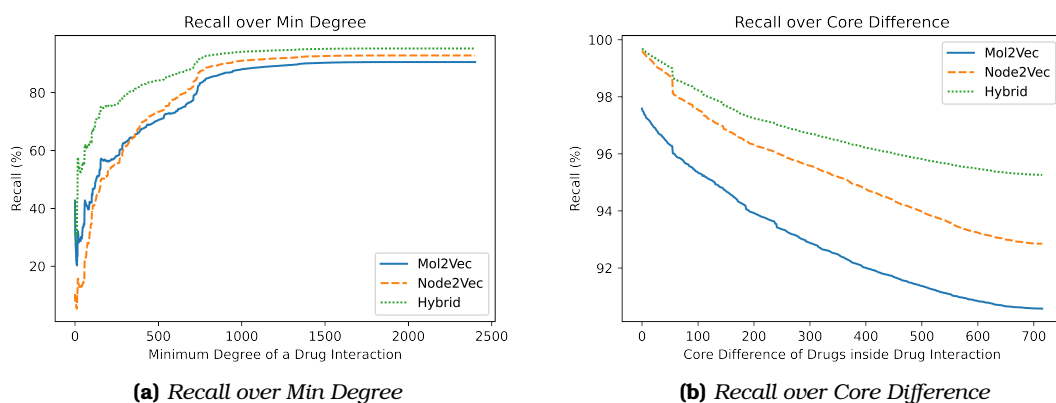 Recall over Min Degree
Recall (%)
80
60
40
20
Mol2Vec
Node2Vec
Hybrid
0 500 1000 1500 2000 2500
Minimum Degree of a Drug Interaction
(a) Recall over Min Degree
Recall over Core Difference
Recall (%)
100
98
96
94
92
Mol2Vec
Node2Vec
Hybrid
0 100 200 300 400 500 600 700
Core Difference of Drugs inside Drug Interaction
(b) Recall over Core Difference